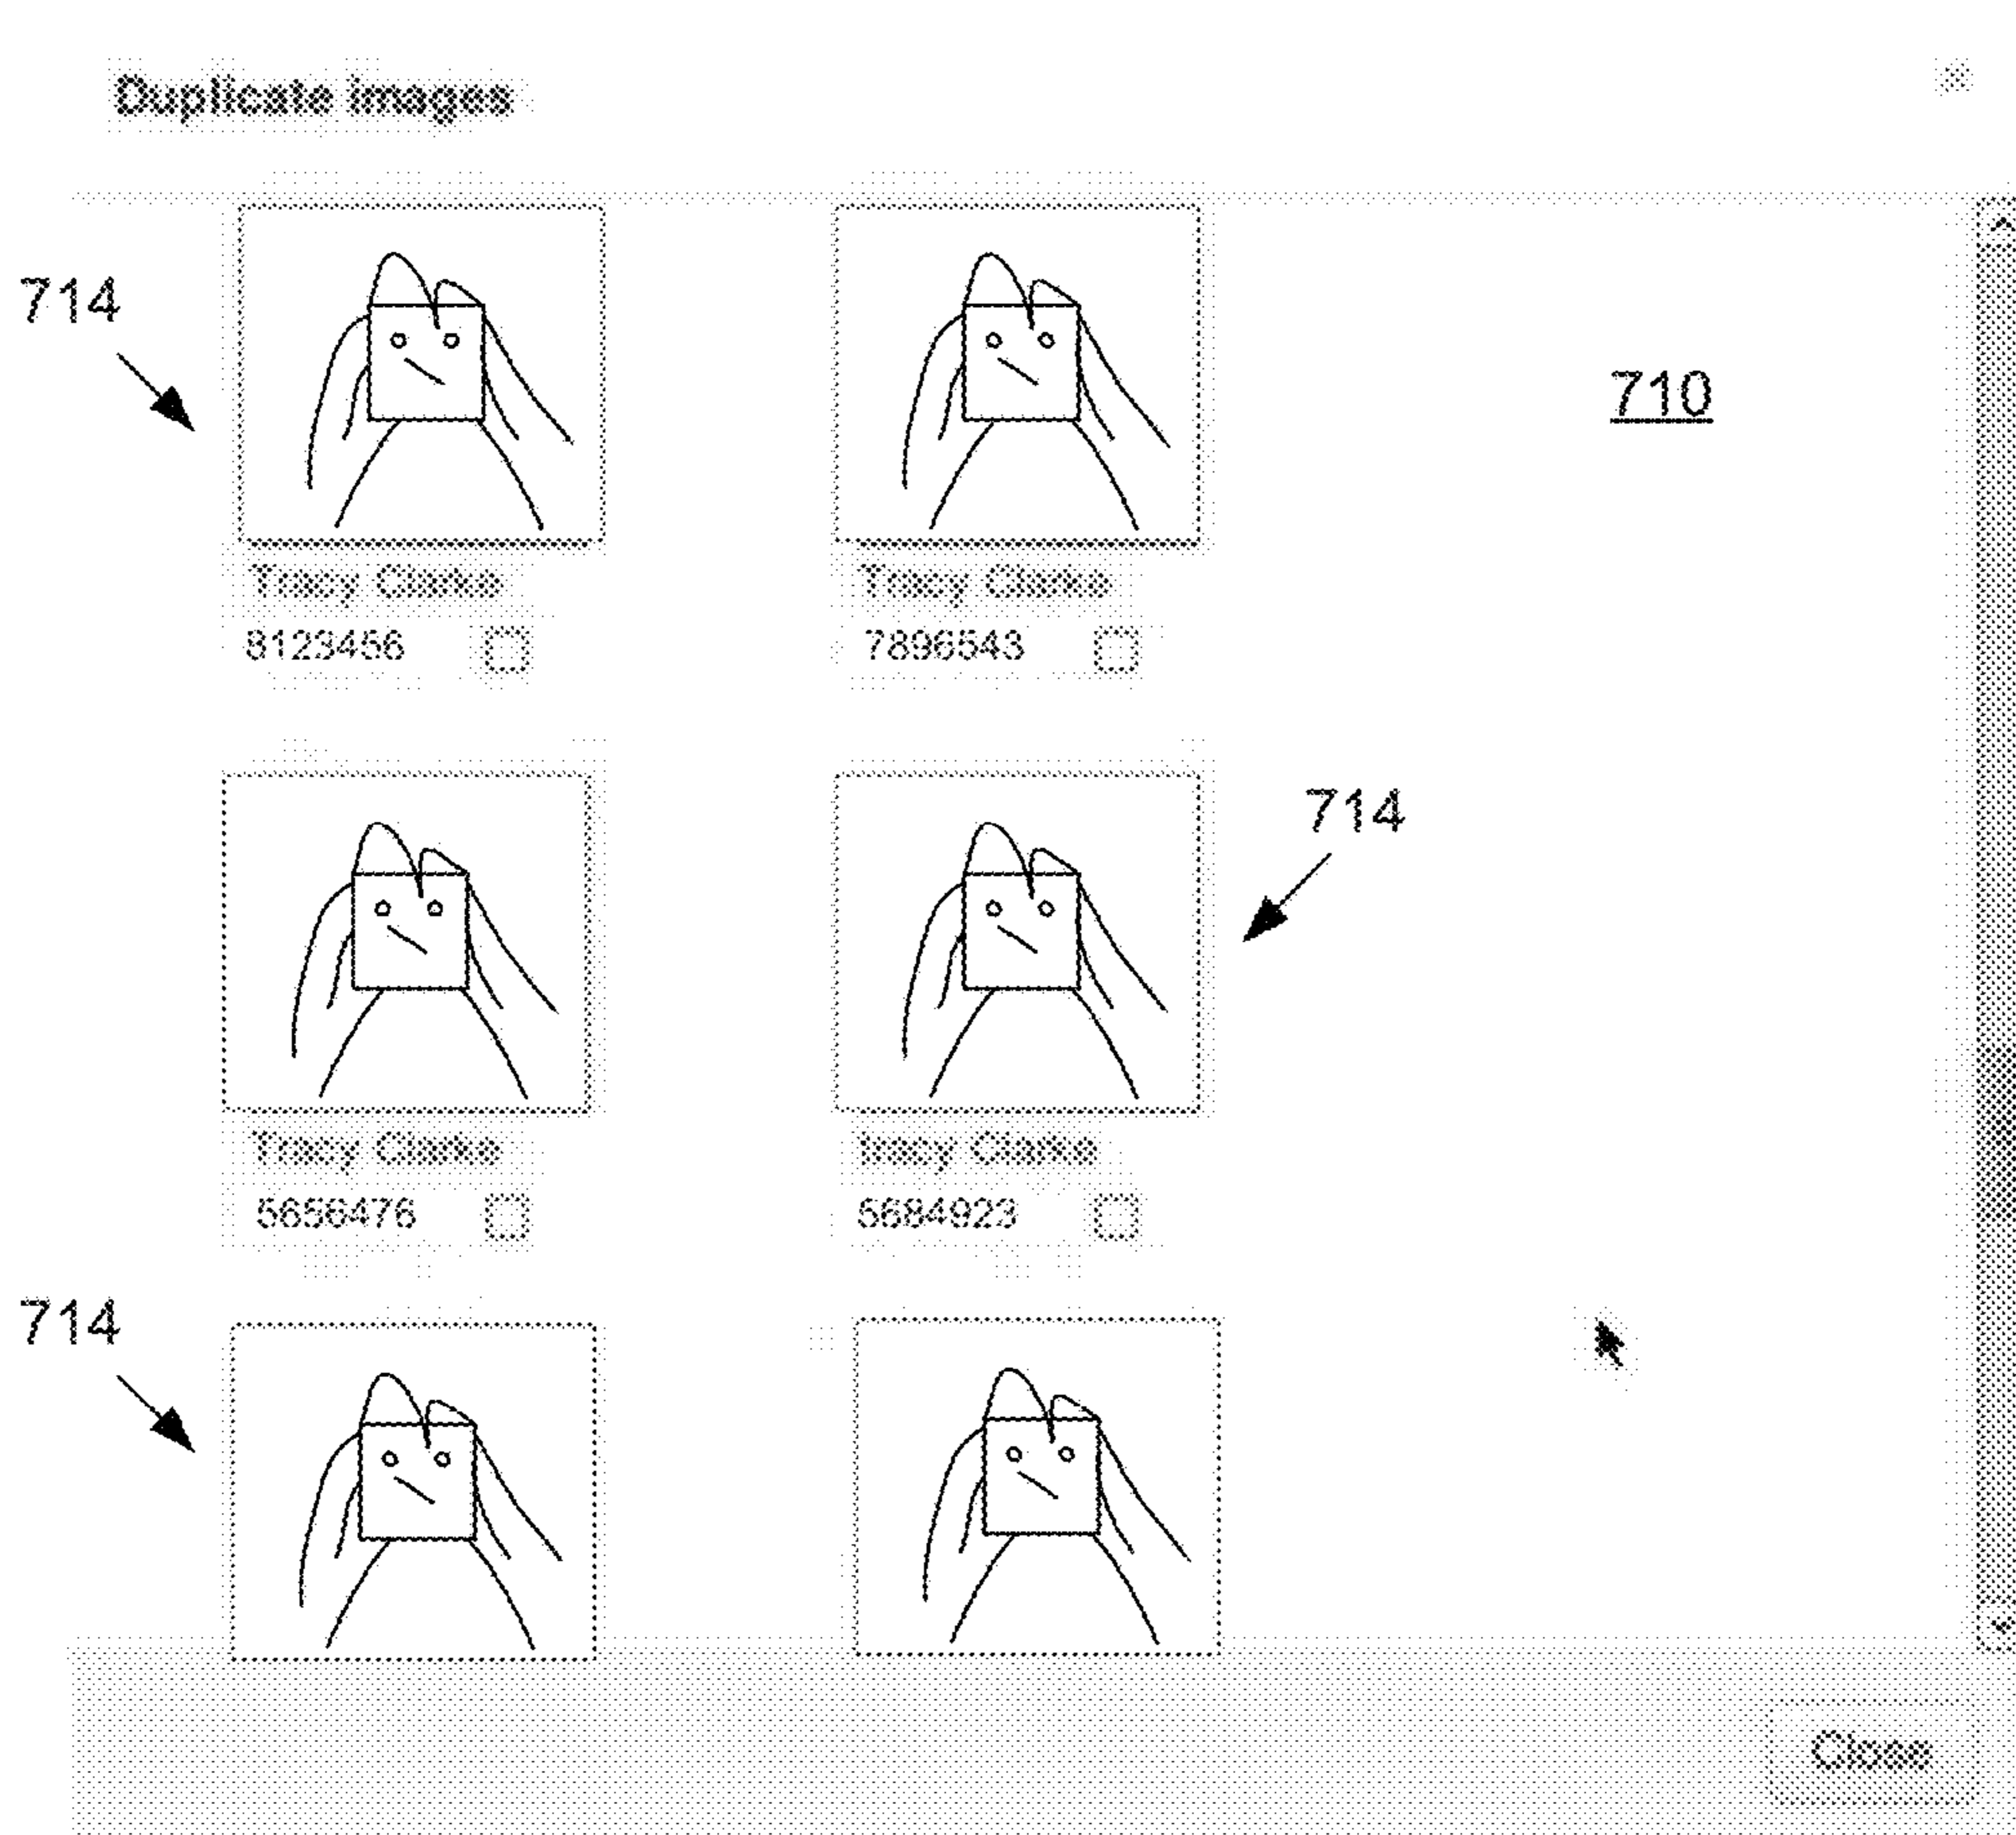 Duplicate images
714
710
Tracy Clarke
Tracy Clarke
8123456
7896543
714
Tracy Clarke
tracy Clarke
5656476
5684923
714
Close